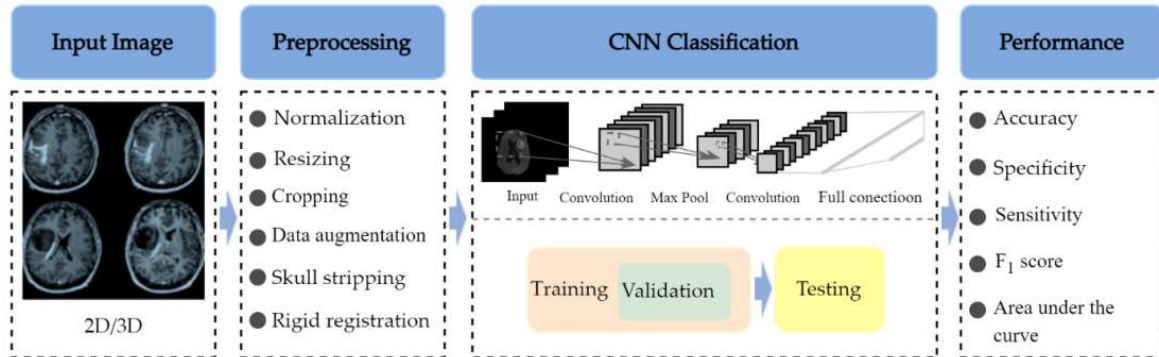 Input Image
Preprocessing
CNN Classification
Performance
2D/3D
Normalization
Resizing
Cropping
Data augmentation
Skull stripping
Rigid registration
Input
Convolution
Max Pool
Convolution
Full conectioon
Training
Validation
Testing
Accuracy
Specificity
Sensitivity
F₁ score
Area under the
curve